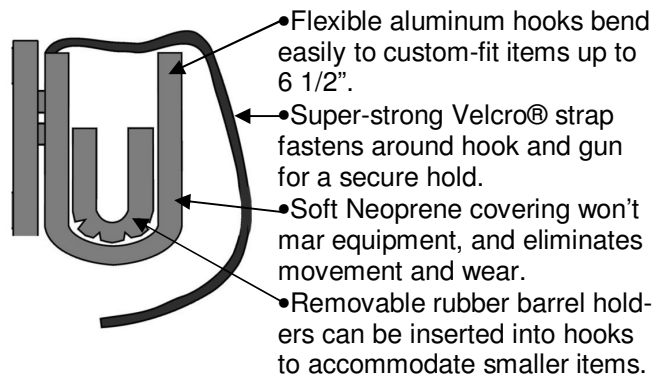 •Flexible aluminum hooks bend
easily to custom-fit items up to
6 1/2”.
•Super-strong Velcro® strap
fastens around hook and gun
for a secure hold.
•Soft Neoprene covering won’t
mar equipment, and eliminates
movement and wear.
•Removable rubber barrel hold-
ers can be inserted into hooks
to accommodate smaller items.